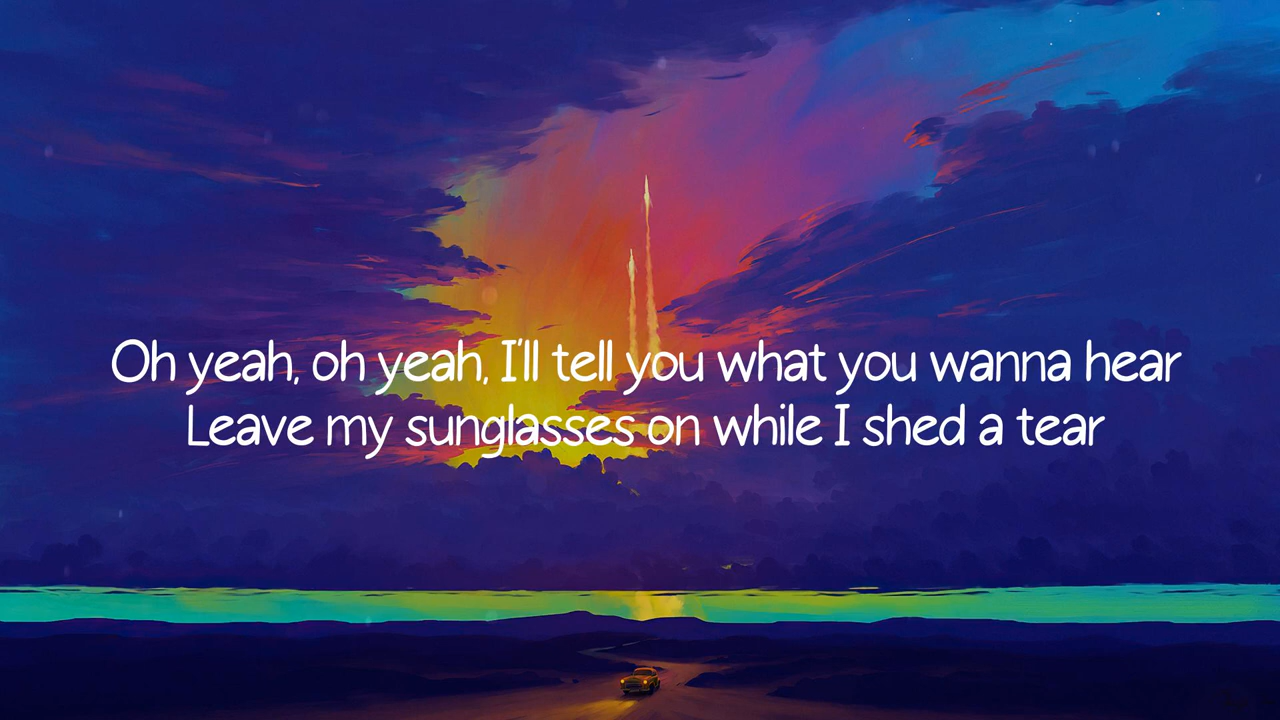 Oh yeah, oh yeah, I'll tell you what you wanna hear
Leave my sunglasses on while I shed a tear